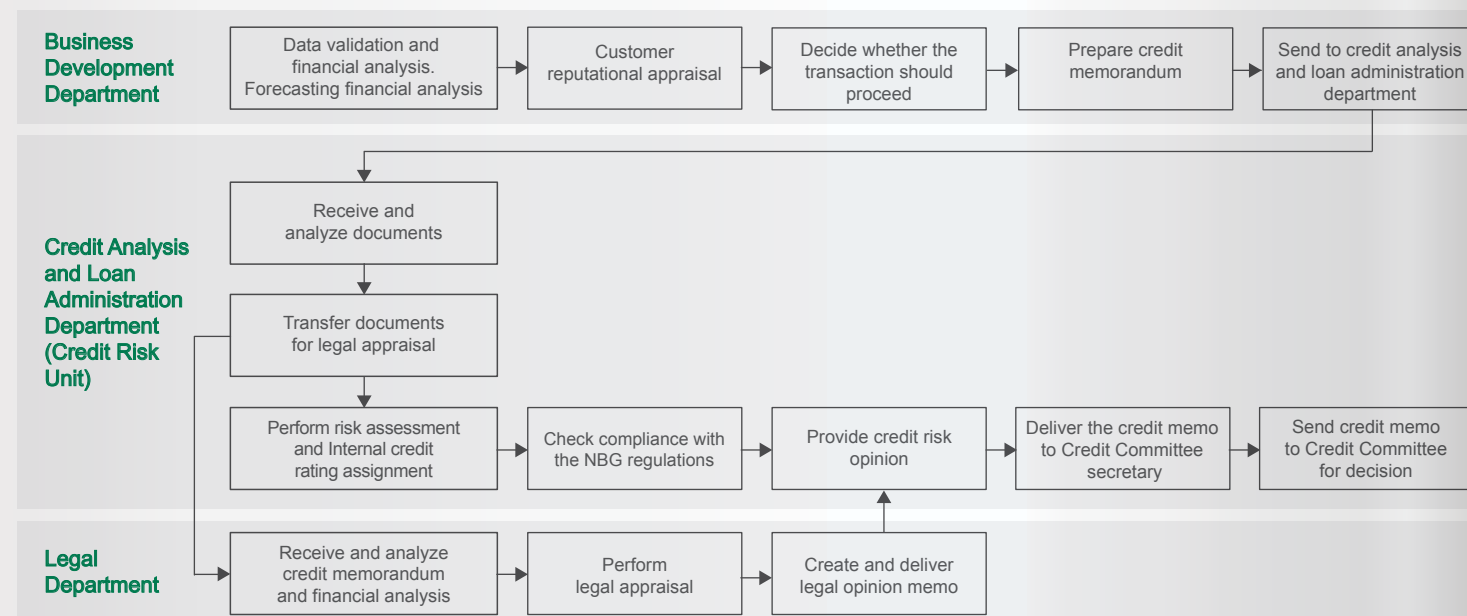 Business
Development
Department
Data validation and
financial analysis.
Forecasting financial analysis
Customer
reputational appraisal
Decide whether the
transaction should
proceed
Prepare credit
memorandum
Send to credit analysis
and loan administration
department
Credit Analysis
and Loan
Administration
Department
(Credit Risk
Unit)
Receive and
analyze documents
Transfer documents
for legal appraisal
Perform risk assessment
and Internal credit
rating assignment
Check compliance with
the NBG regulations
Provide credit risk
opinion
Deliver the credit memo
to Credit Committee
secretary
Send credit memo
to Credit Committee
for decision
Legal
Department
Receive and analyze
credit memorandum
and financial analysis
Perform
legal appraisal
Create and deliver
legal opinion memo